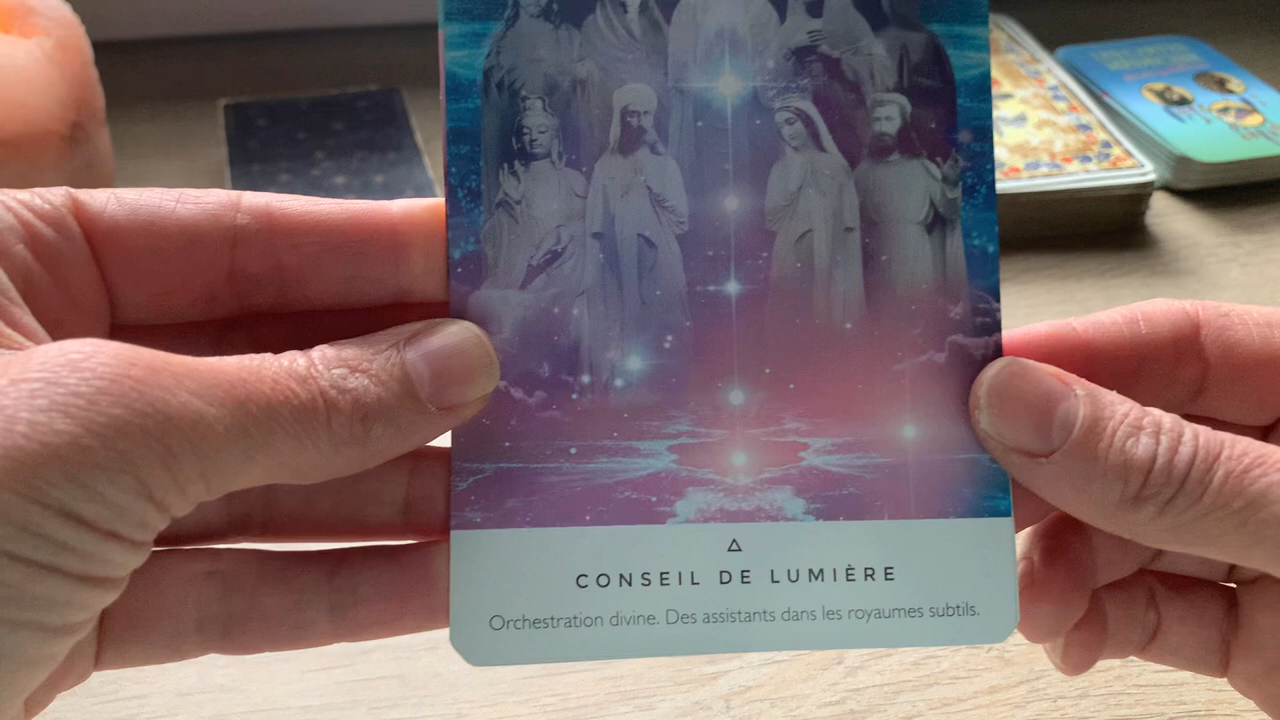 CONSEIL DE LUMIÈRE
Orchestration divine. Des assistants dans les royaumes subtils.